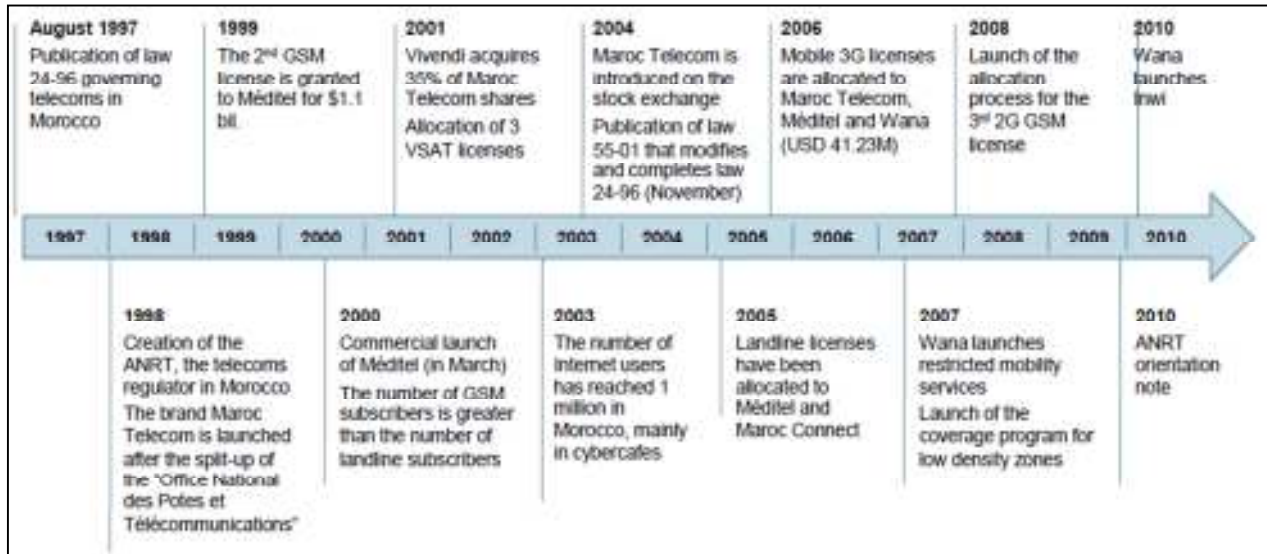 August 1997
Publication of law
24-96 governing
telecoms in
Morocco
1999
The 2nd GSM
license is granted
to Méditel for $1.1
bil.
2001
Vivendi acquires
35% of Maroc
Telecom shares
Allocation of 3
VSAT licenses
2004
Maroc Telecom is
introduced on the
stock exchange
Publication of law
55-01 that modifies
and completes law
24-96 (November)
2006
Mobile 3G licenses
are allocated to
Maroc Telecom,
Méditel and Wana
(USD 41.23M)
2008
Launch of the
allocation
process for the
3rd 2G GSM
license
2010
Wana
launches
Inwi
1997 1998 1999 2000 2001 2002 2003 2004 2005 2006 2007 2008 2009 2010
1998
Creation of the
ANRT, the telecoms
regulator in Morocco
The brand Maroc
Telecom is launched
after the split-up of
the "Office National
des Potes et
Télécommunications"
2000
Commercial launch
of Méditel (in March)
The number of GSM
subscribers is greater
than the number of
landline subscribers
2003
The number of
Internet users
has reached 1
million in
Morocco, mainly
in cybercafes
2005
Landline licenses
have been
allocated to
Méditel and
Maroc Connect
2007
Wana launches
restricted mobility
services
Launch of the
coverage program for
low density zones
2010
ANRT
orientation
note